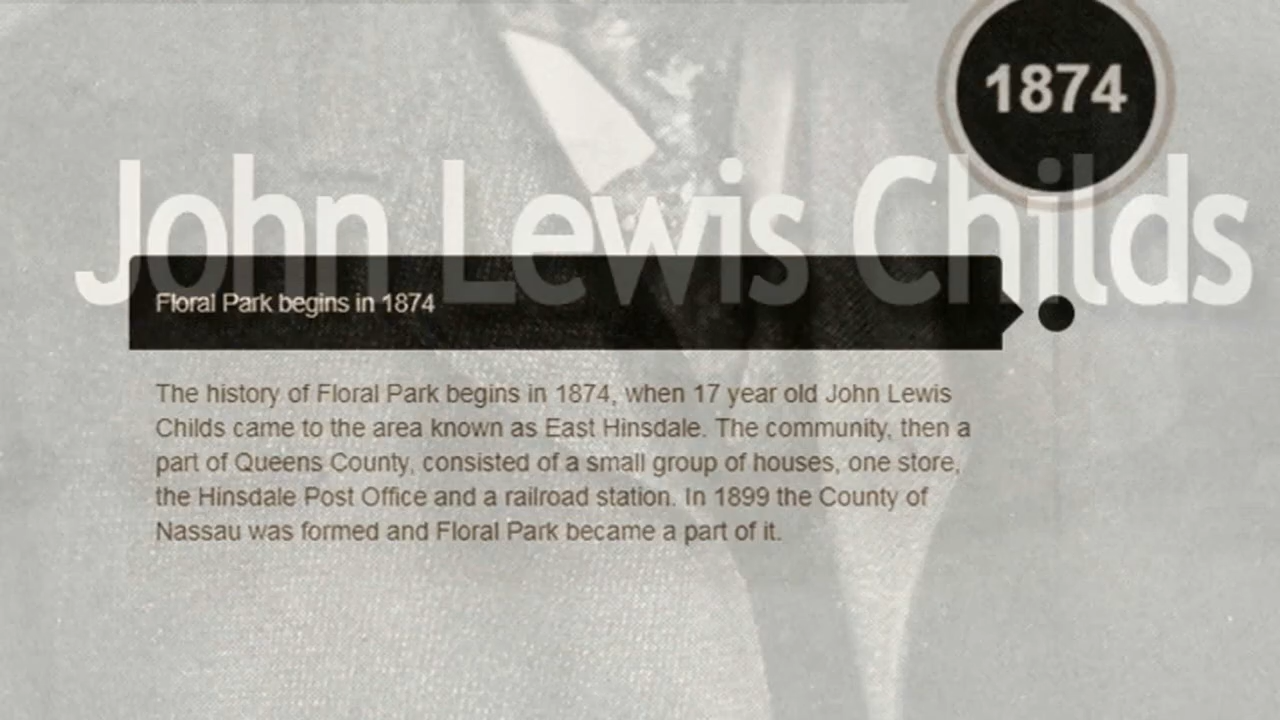 1874
John Lewis Childs
Floral Park begins in 1874
The history of Floral Park begins in 1874, when 17 year old John Lewis
Childs came to the area known as East Hinsdale. The community, then a
part of Queens County, consisted of a small group of houses, one store,
the Hinsdale Post Office and a railroad station. In 1899 the County of
Nassau was formed and Floral Park became a part of it.